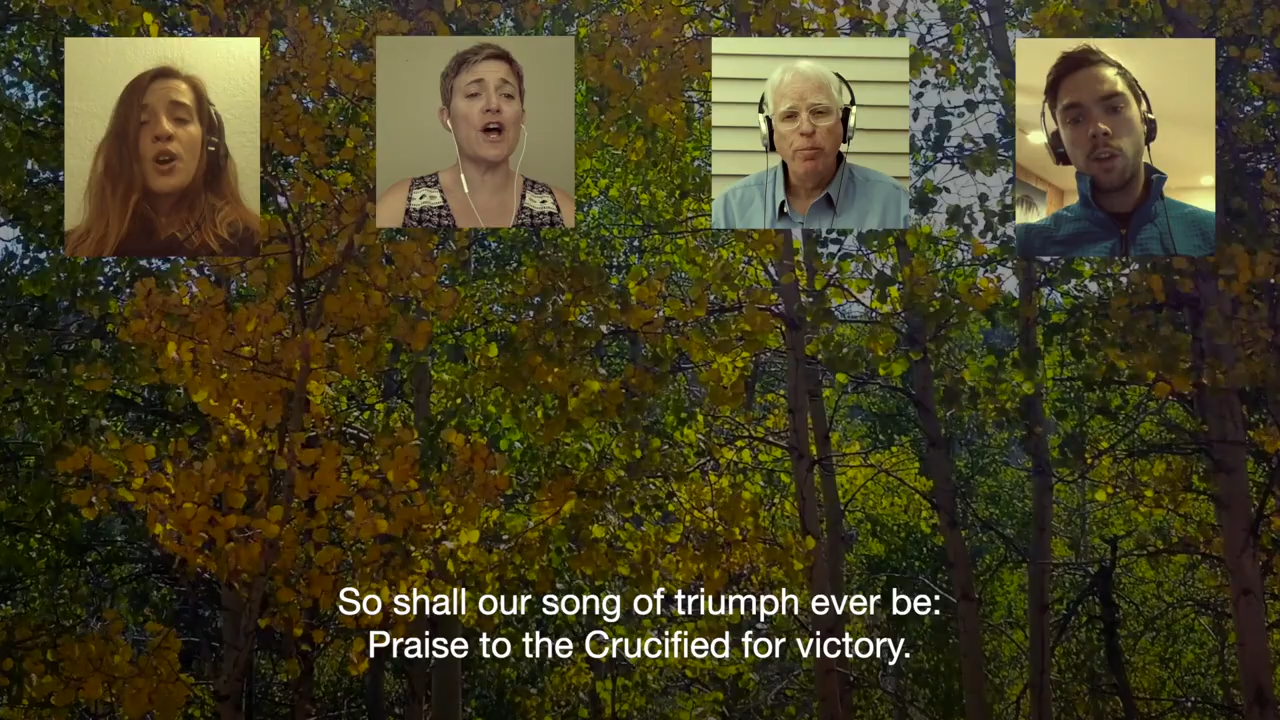 So shall our song of triumph ever be:
Praise to the Crucified for victory.